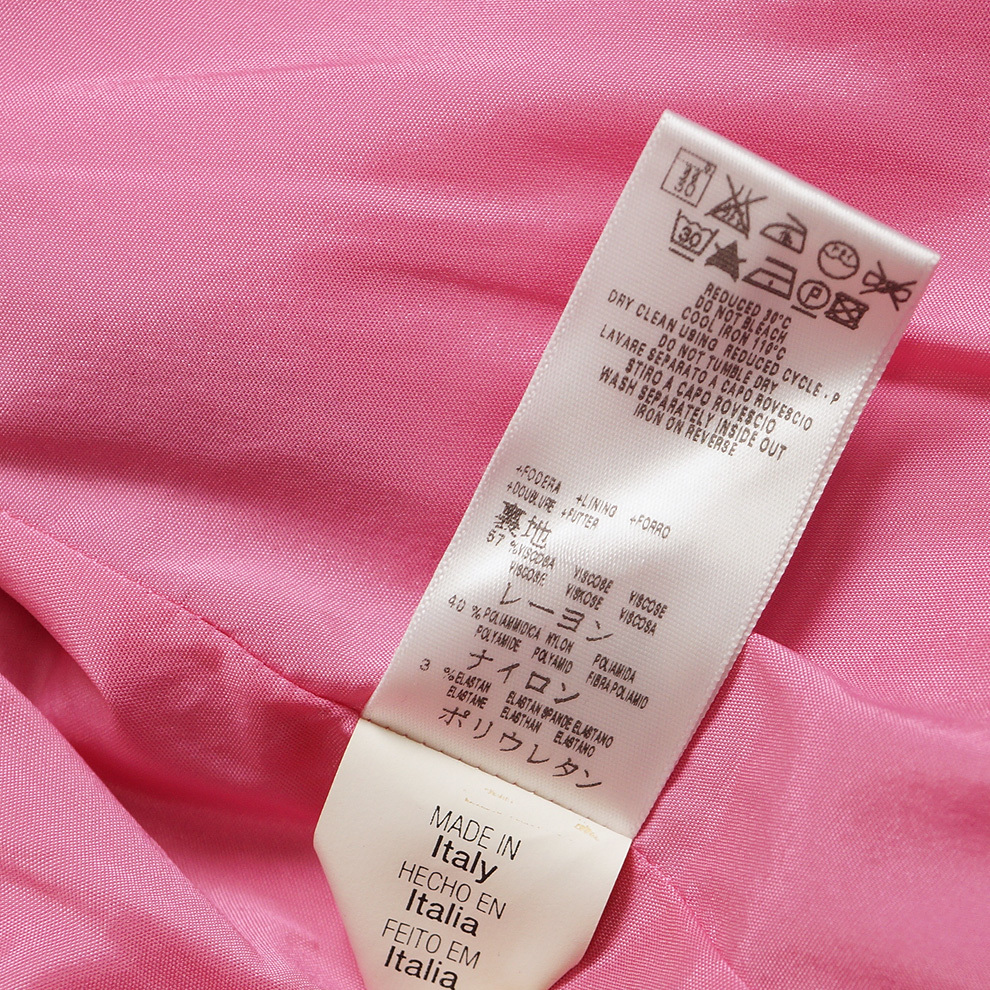 30
P
REDUCED 30°C
DO NOT BLEACH
COOL IRON 110°C
DRY CLEAN USING REDUCED CYCLE - P
DO NOT TUMBLE DRY
LAVARE SEPARATO A CAPO ROVESCIO
STIRO A CAPO ROVESCIO
WASH SEPARATELY INSIDE OUT
IRON ON REVERSE
+FODERA +LINING +FORRO
+DOUBLURE +FUTTER
裏地
57 %VISCOSA VISCOSE VISCOSE
VISCOSE VISKOSE VISCOSA
レーヨン
40 %POLIAMMIDICA NYLON POLIAMIDA
POLYAMIDE POLYAMID FIBRA POLIAMID
ナイロン
3 %ELASTAN ELASTAN SPANDE ELASTANO
ELASTANE ELASTHAN ELASTANO
ポリウレタン
MADE IN
Italy
HECHO EN
Italia
FEITO EM
Italia